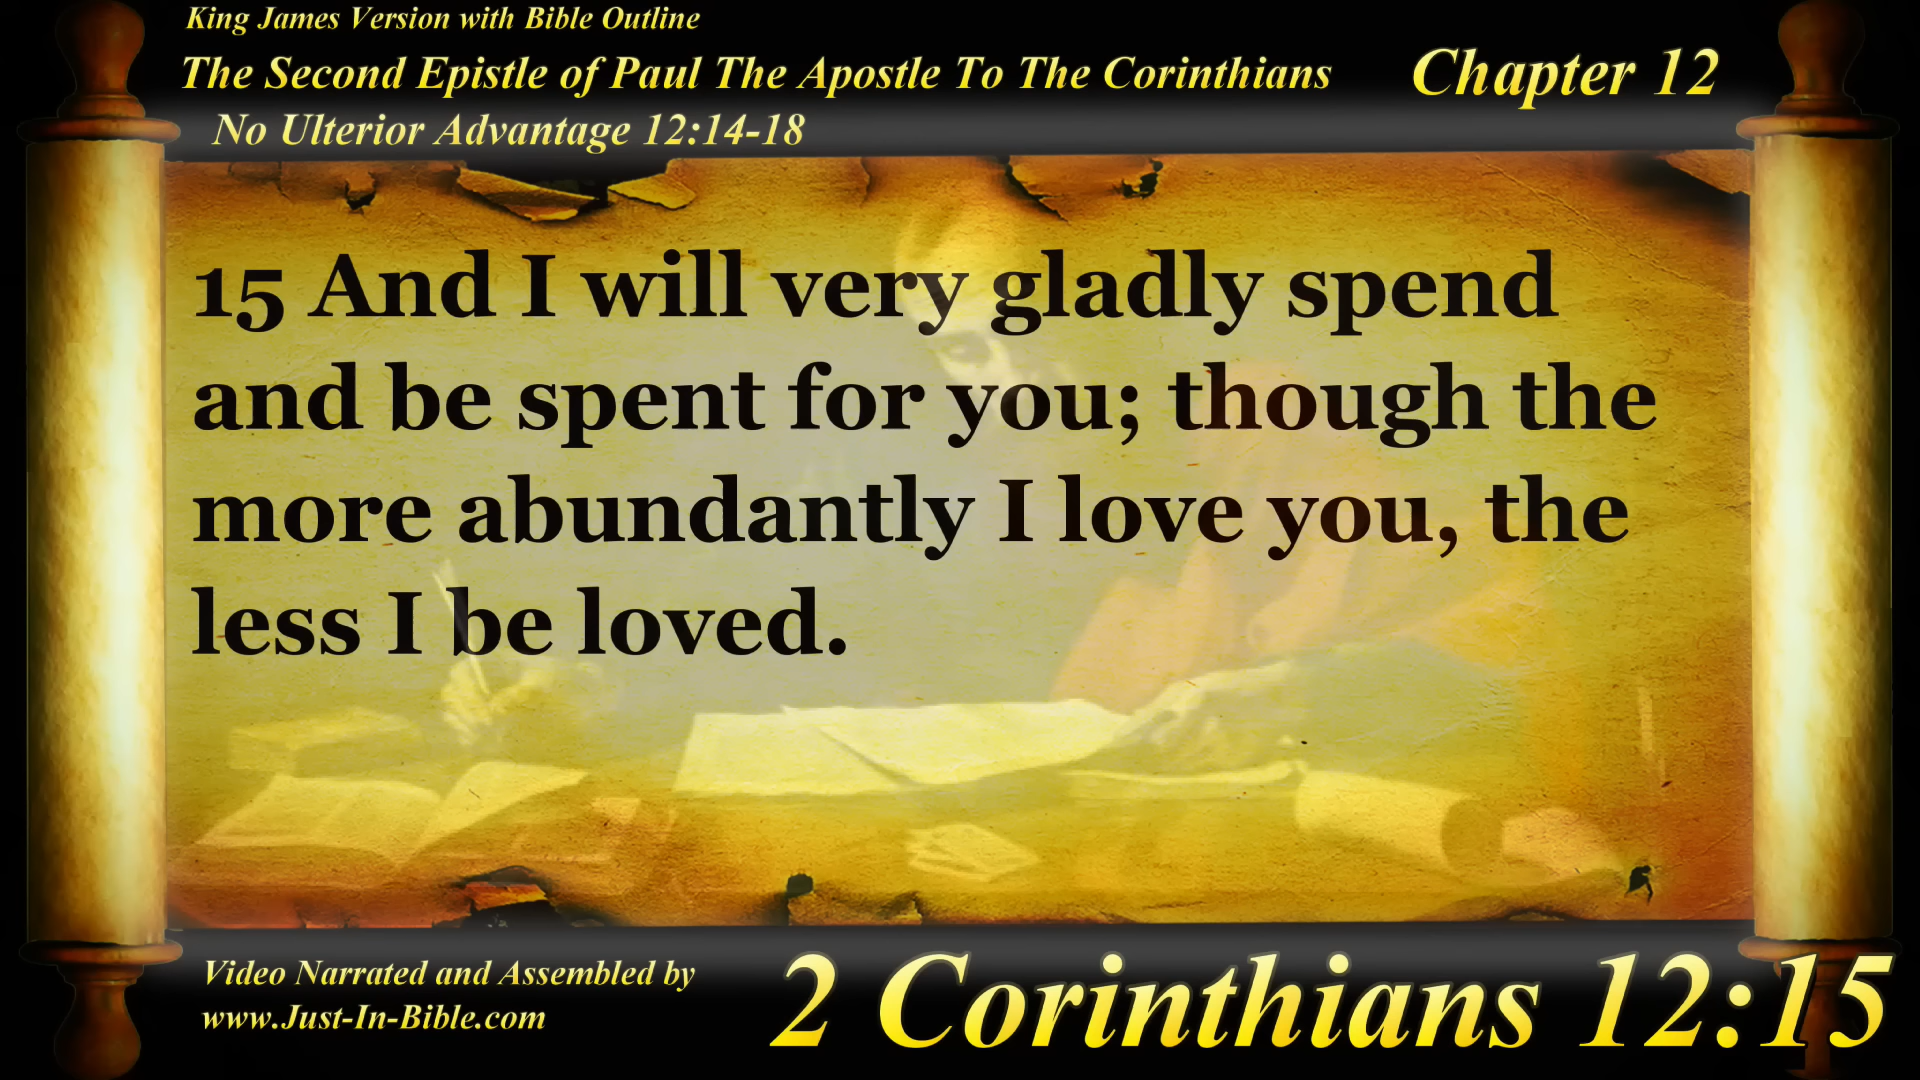 King James Version with Bible Outline
The Second Epistle of Paul The Apostle To The Corinthians
Chapter 12
No Ulterior Advantage 12:14-18
15 And I will very gladly spend
and be spent for you; though the
more abundantly I love you, the
less I be loved.
Video Narrated and Assembled by
www.Just-In-Bible.com
2 Corinthians 12:15